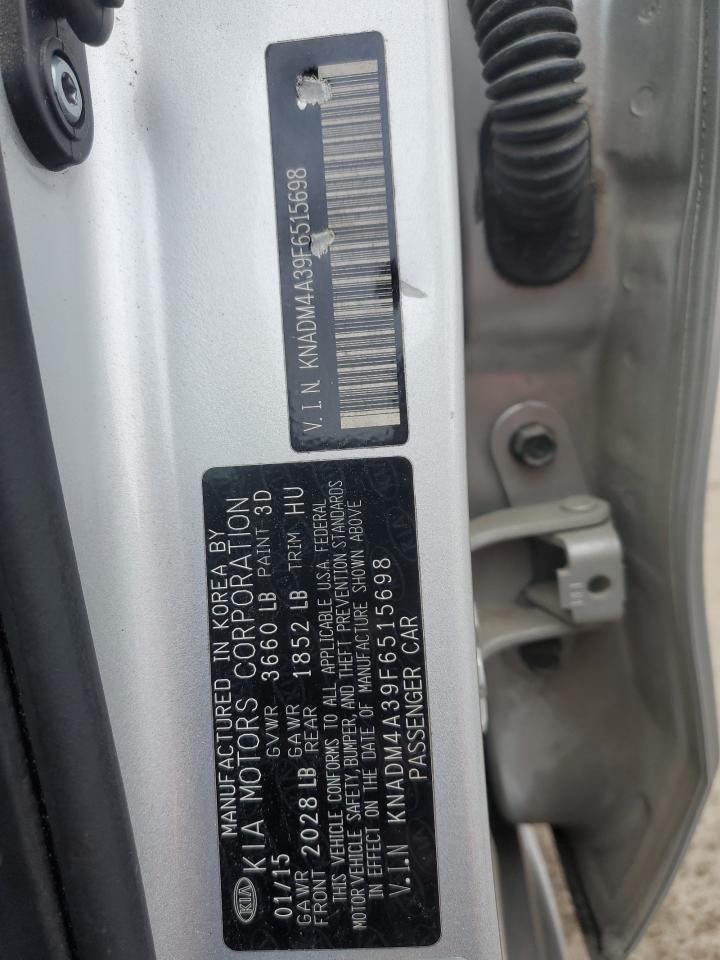 V.I.N. KNADM4A39F6515698
MANUFACTURED IN KOREA BY
KIA KIA MOTORS CORPORATION
01/15 GVWR 3660 LB PAINT 3D
GAWR FRONT 2028 LB GAWR REAR 1852 LB TRIM HU
THIS VEHICLE CONFORMS TO ALL APPLICABLE U.S.A. FEDERAL
MOTOR VEHICLE SAFETY, BUMPER, AND THEFT PREVENTION STANDARDS
IN EFFECT ON THE DATE OF MANUFACTURE SHOWN ABOVE
V.I.N KNADM4A39F6515698
PASSENGER CAR